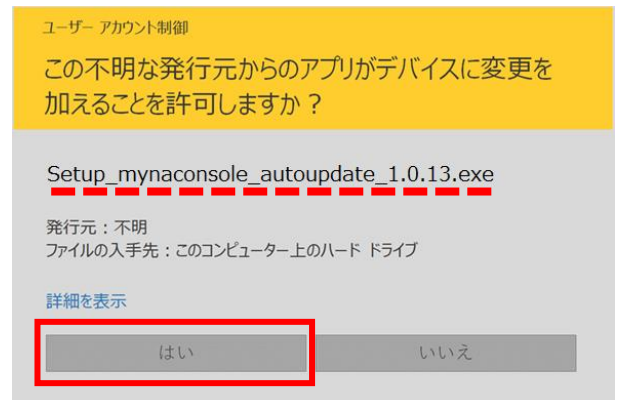 ユーザー アカウント制御
この不明な発行元からのアプリがデバイスに変更を
加えることを許可しますか？
Setup_mynaconsole_autoupdate_1.0.13.exe
発行元：不明
ファイルの入手先：このコンピューター上のハード ドライブ
詳細を表示
はい
いいえ